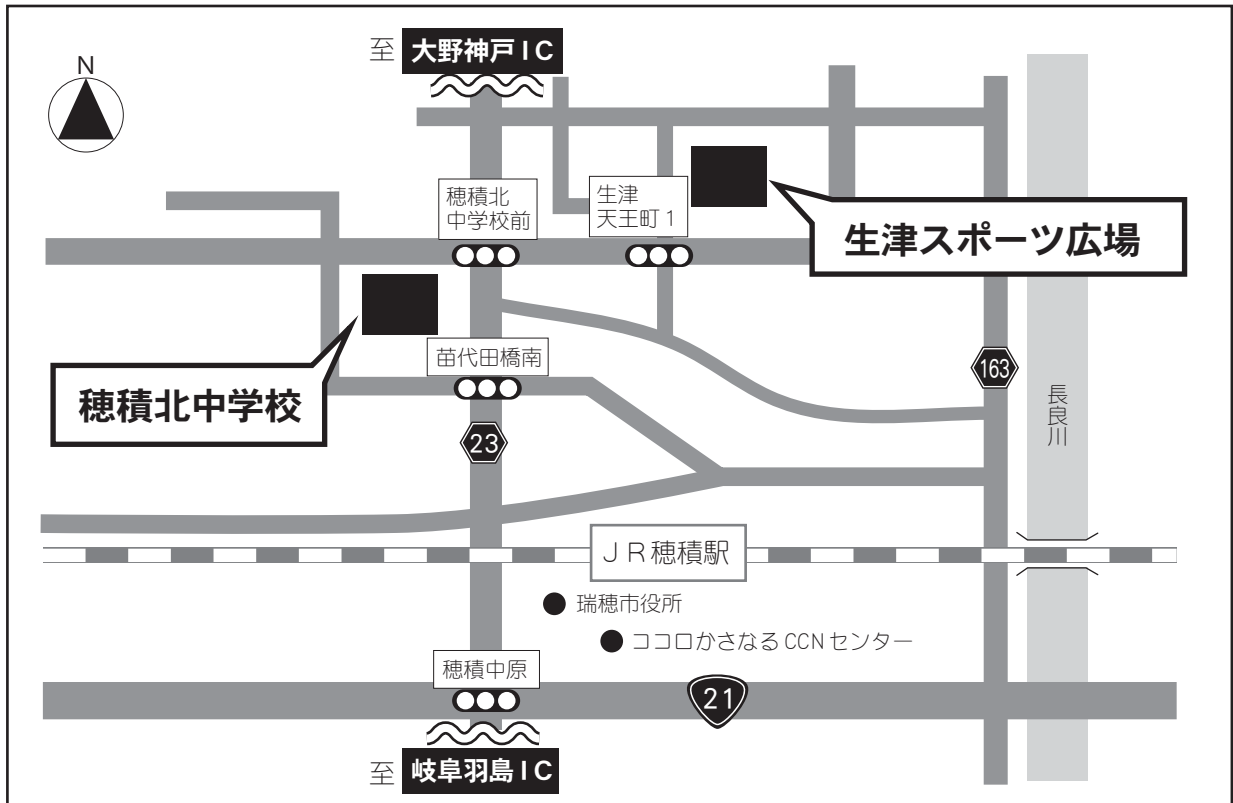 至 大野神戸IC
N
穂積北
中学校前
生津
天王町1
生津スポーツ広場
苗代田橋南
163
穂積北中学校
長良川
23
JR穂積駅
瑞穂市役所
ココロかさなるCCNセンター
穂積中原
21
至 岐阜羽島IC